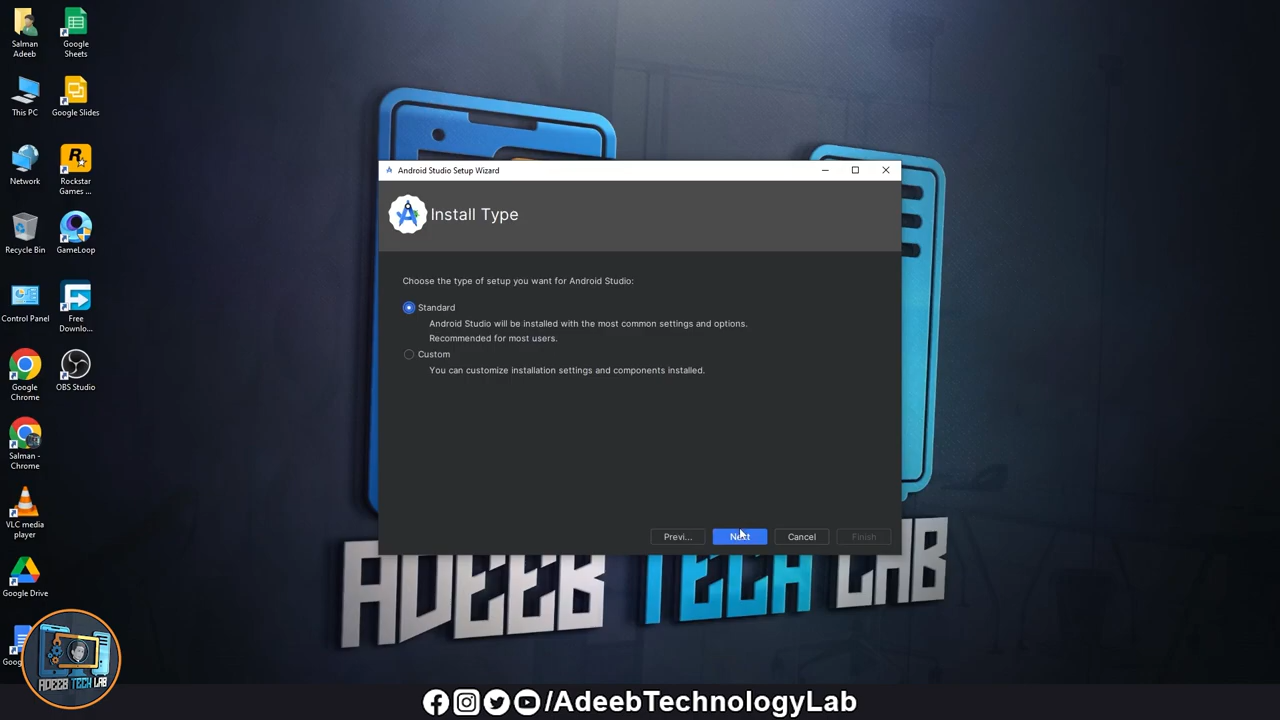 Salman
Adeeb
Google
Sheets
This PC
Google Slides
Network
Rockstar
Games ...
Recycle Bin
GameLoop
Control Panel
Free
Downlo...
Google
Chrome
OBS Studio
Salman -
Chrome
VLC media
player
Google Drive
Goog
Android Studio Setup Wizard
Install Type
Choose the type of setup you want for Android Studio:
Standard
Android Studio will be installed with the most common settings and options.
Recommended for most users.
Custom
You can customize installation settings and components installed.
Previ...
Next
Cancel
Finish
ADEEB TECH LAB
ADEEB TECH LAB
/AdeebTechnologyLab